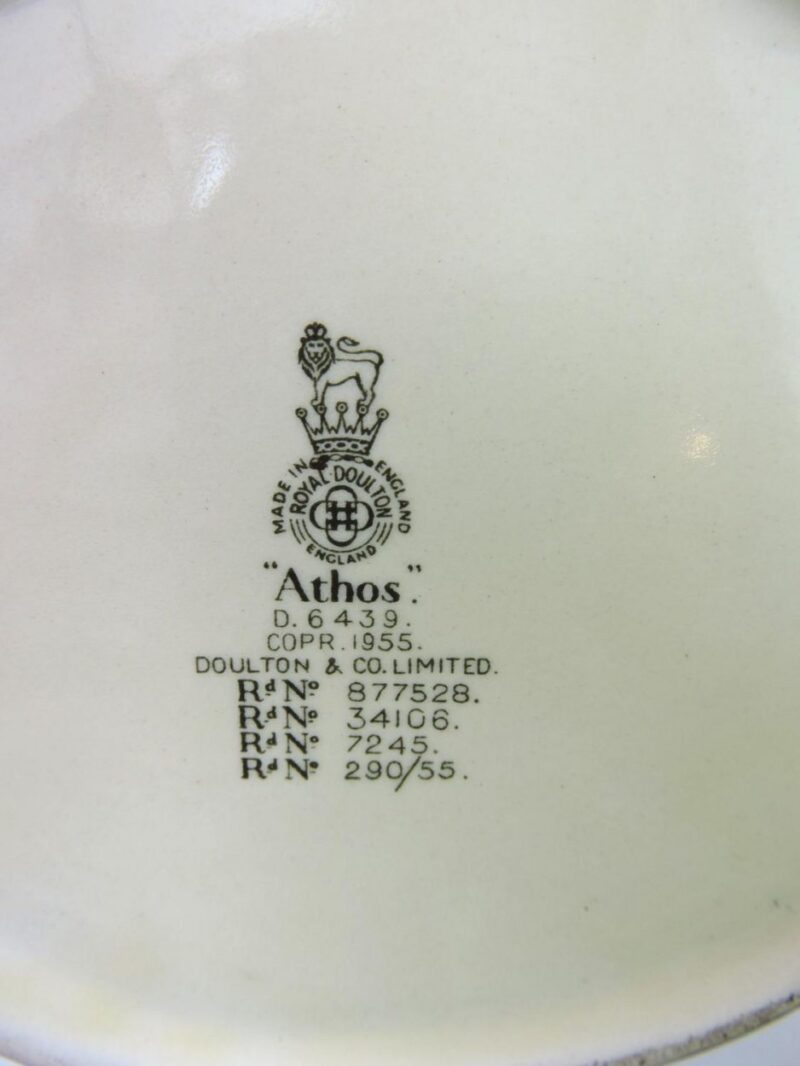 MADE IN ENGLAND
ROYAL DOULTON
ENGLAND
"Athos".
D. 6439.
COPR. 1955.
DOULTON & CO. LIMITED.
Rᵈ Nº 877528.
Rᵈ Nº 34106.
Rᵈ Nº 7245.
Rᵈ Nº 290/55.